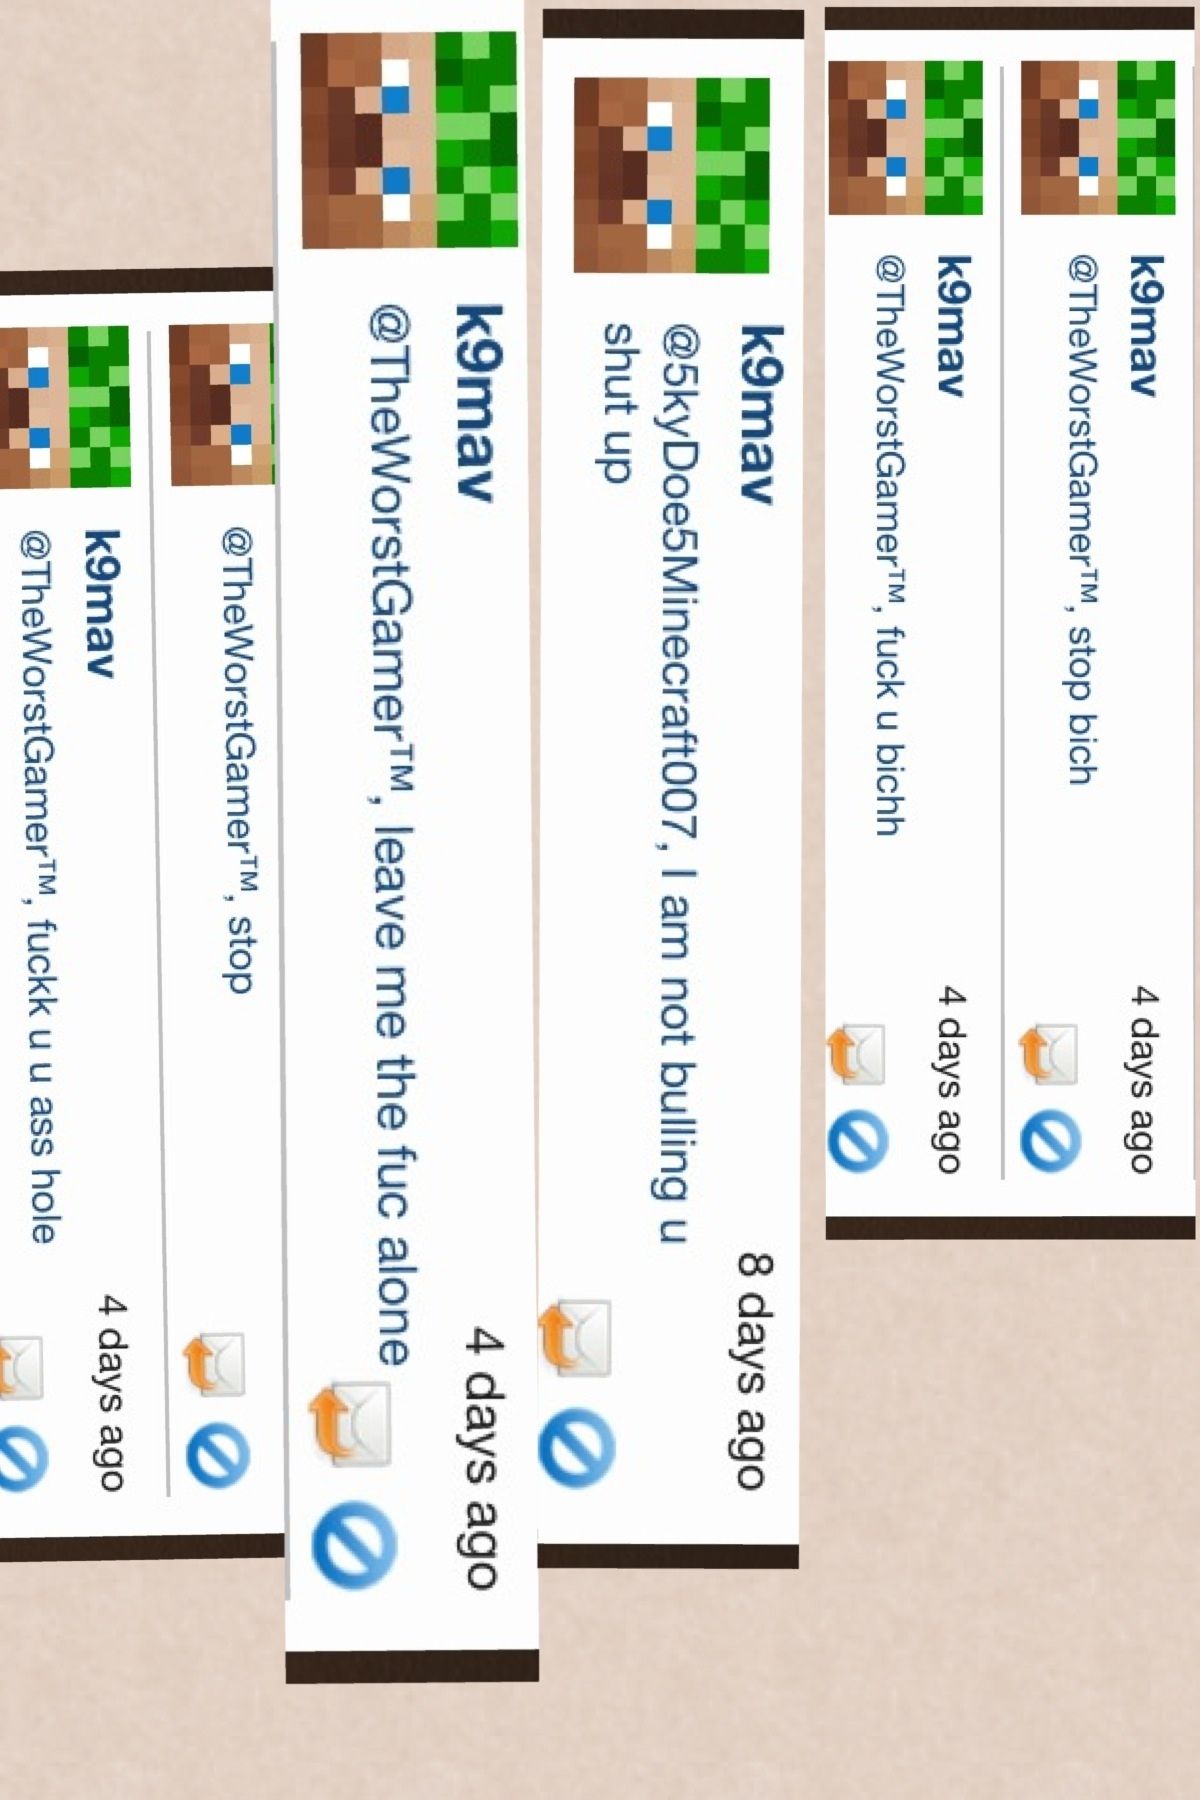 k9mav
@TheWorstGamer™, stop bich
4 days ago
k9mav
@TheWorstGamer™, fuck u bichh
4 days ago
k9mav
@5kyDoe5Minecraft007, I am not bulling u
shut up
8 days ago
k9mav
@TheWorstGamer™, leave me the fuc alone
4 days ago
@TheWorstGamer™, stop
k9mav
@TheWorstGamer™, fuckk u u ass hole
4 days ago